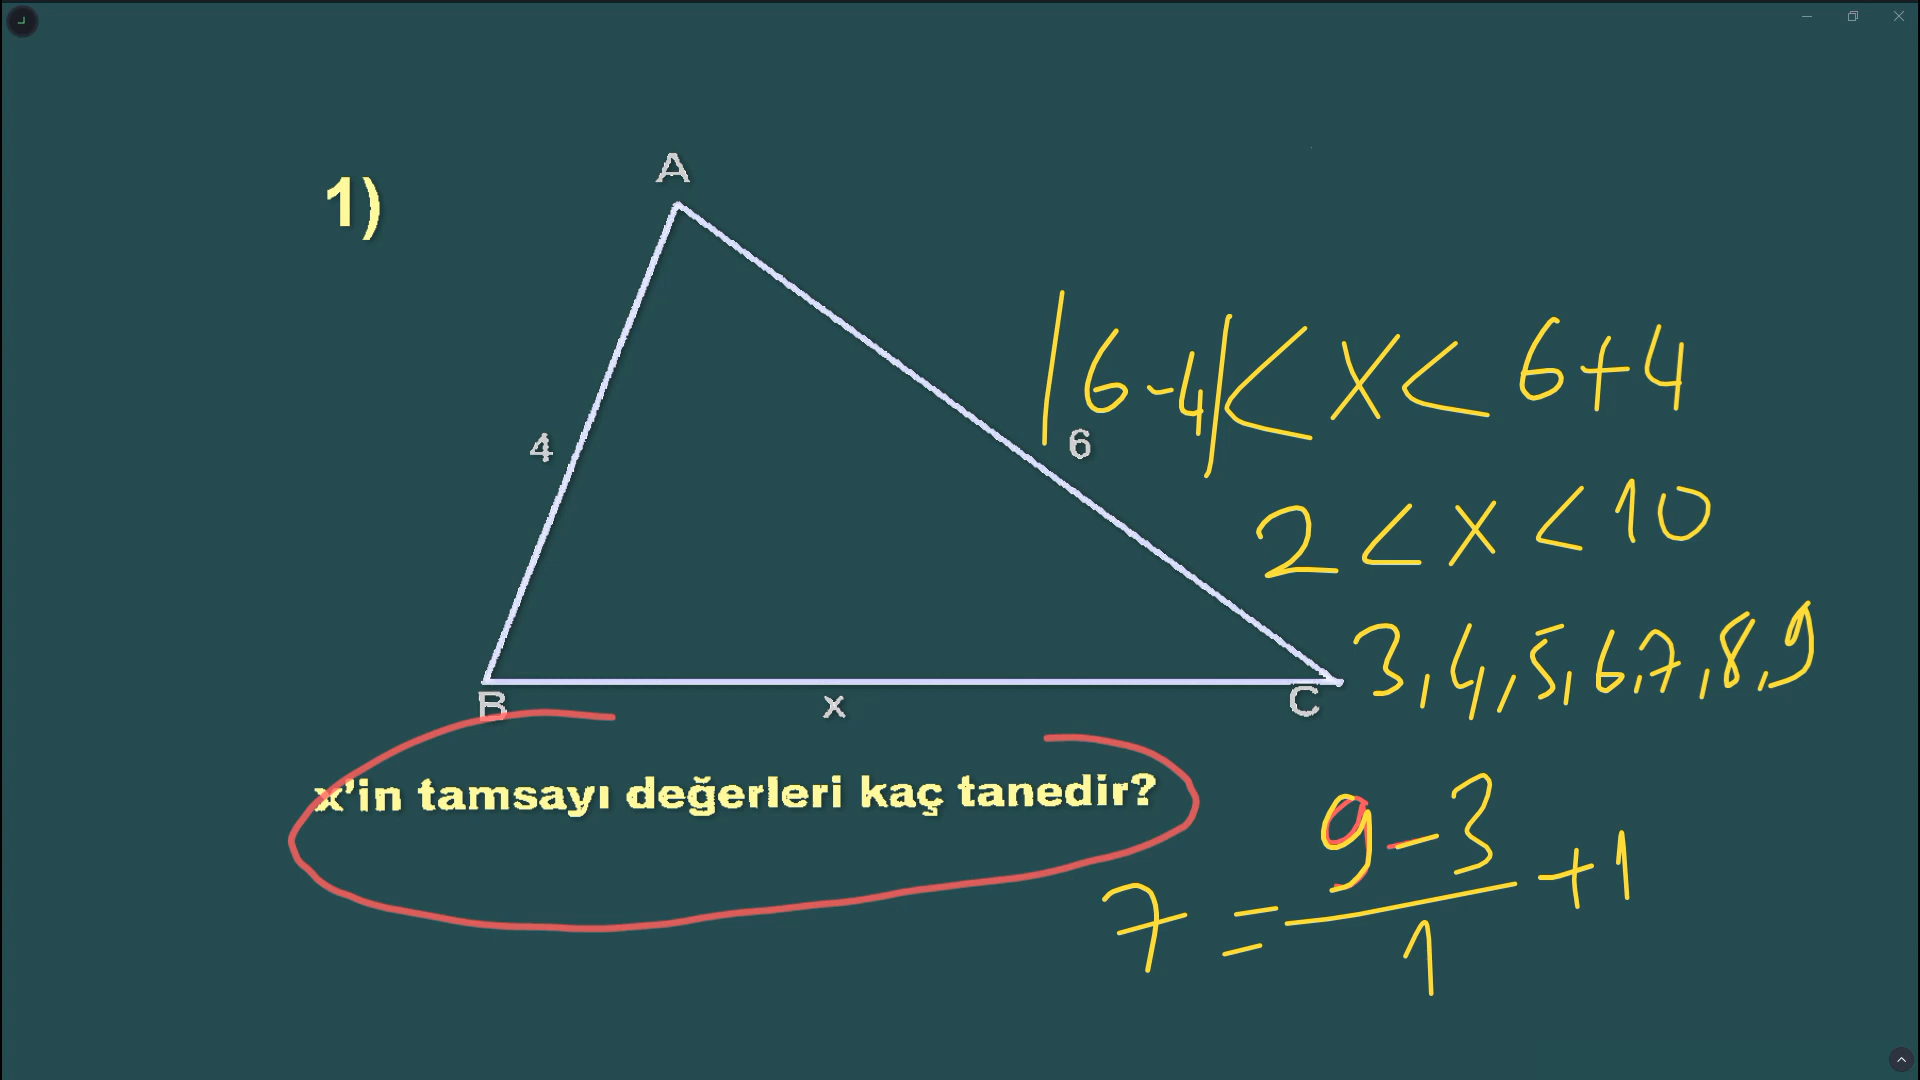 1)
A
|6-4|< x < 6+4
4
6
2 < x < 10
3,4,5,6,7,8,9
B
x
C
x'in tamsayı değerleri kaç tanedir?
7 = (9-3)/1 + 1